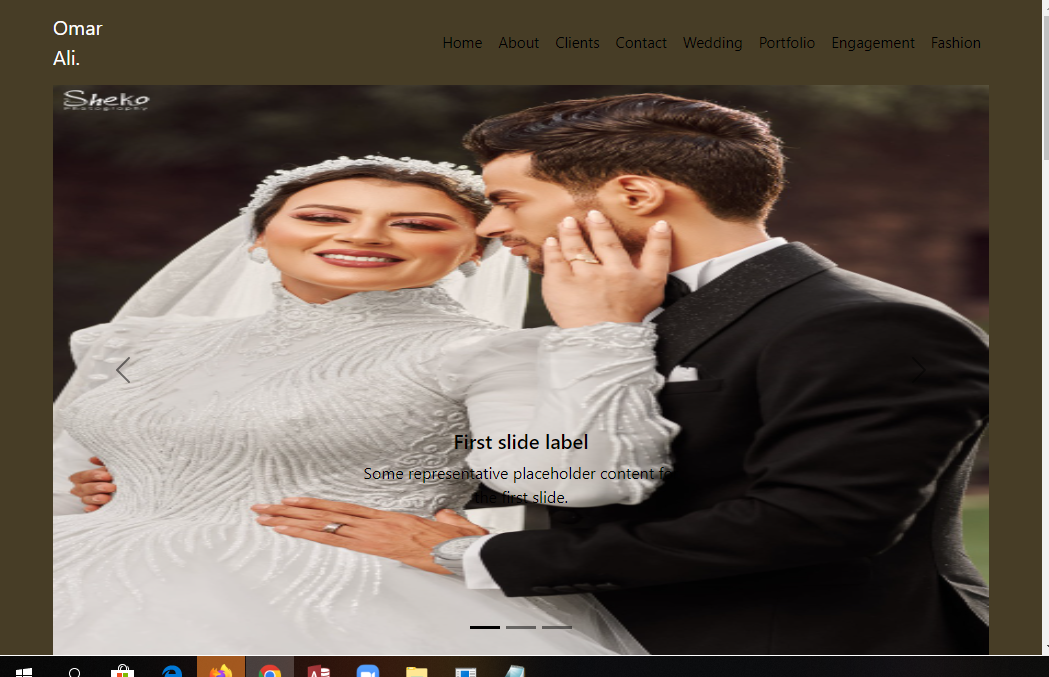 Omar
Ali.
Home About Clients Contact Wedding Portfolio Engagement Fashion
Sheko
Photography
First slide label
Some representative placeholder content fo
the first slide.